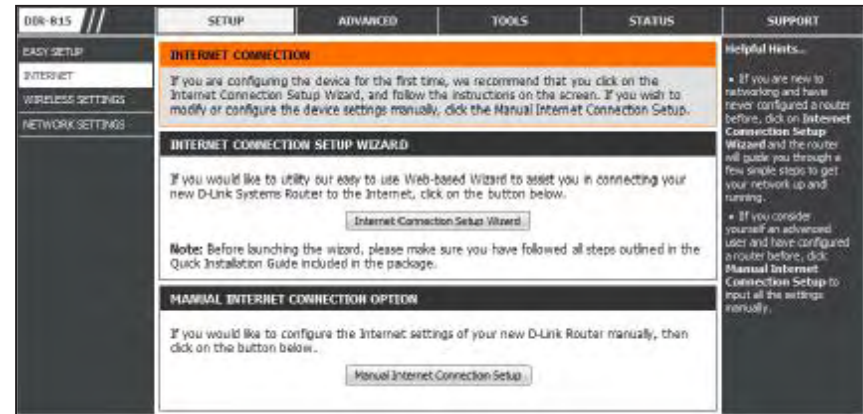 DIR-815
SETUP
ADVANCED
TOOLS
STATUS
SUPPORT
EASY SETUP
INTERNET
WIRELESS SETTINGS
NETWORK SETTINGS
INTERNET CONNECTION
If you are configuring the device for the first time, we recommend that you click on the
Internet Connection Setup Wizard, and follow the instructions on the screen. If you wish to
modify or configure the device settings manually, click the Manual Internet Connection Setup.
INTERNET CONNECTION SETUP WIZARD
If you would like to utility our easy to use Web-based Wizard to assist you in connecting your
new D-Link Systems Router to the Internet, click on the button below.
Internet Connection Setup Wizard
Note: Before launching the wizard, please make sure you have followed all steps outlined in the
Quick Installation Guide included in the package.
MANUAL INTERNET CONNECTION OPTION
If you would like to configure the Internet settings of your new D-Link Router manually, then
click on the button below.
Manual Internet Connection Setup
Helpful Hints...
• If you are new to
networking and have
never configured a router
before, click on Internet
Connection Setup
Wizard and the router
will guide you through a
few simple steps to get
your network up and
running.
• If you consider
yourself an advanced
user and have configured
a router before, click
Manual Internet
Connection Setup to
input all the settings
manually.